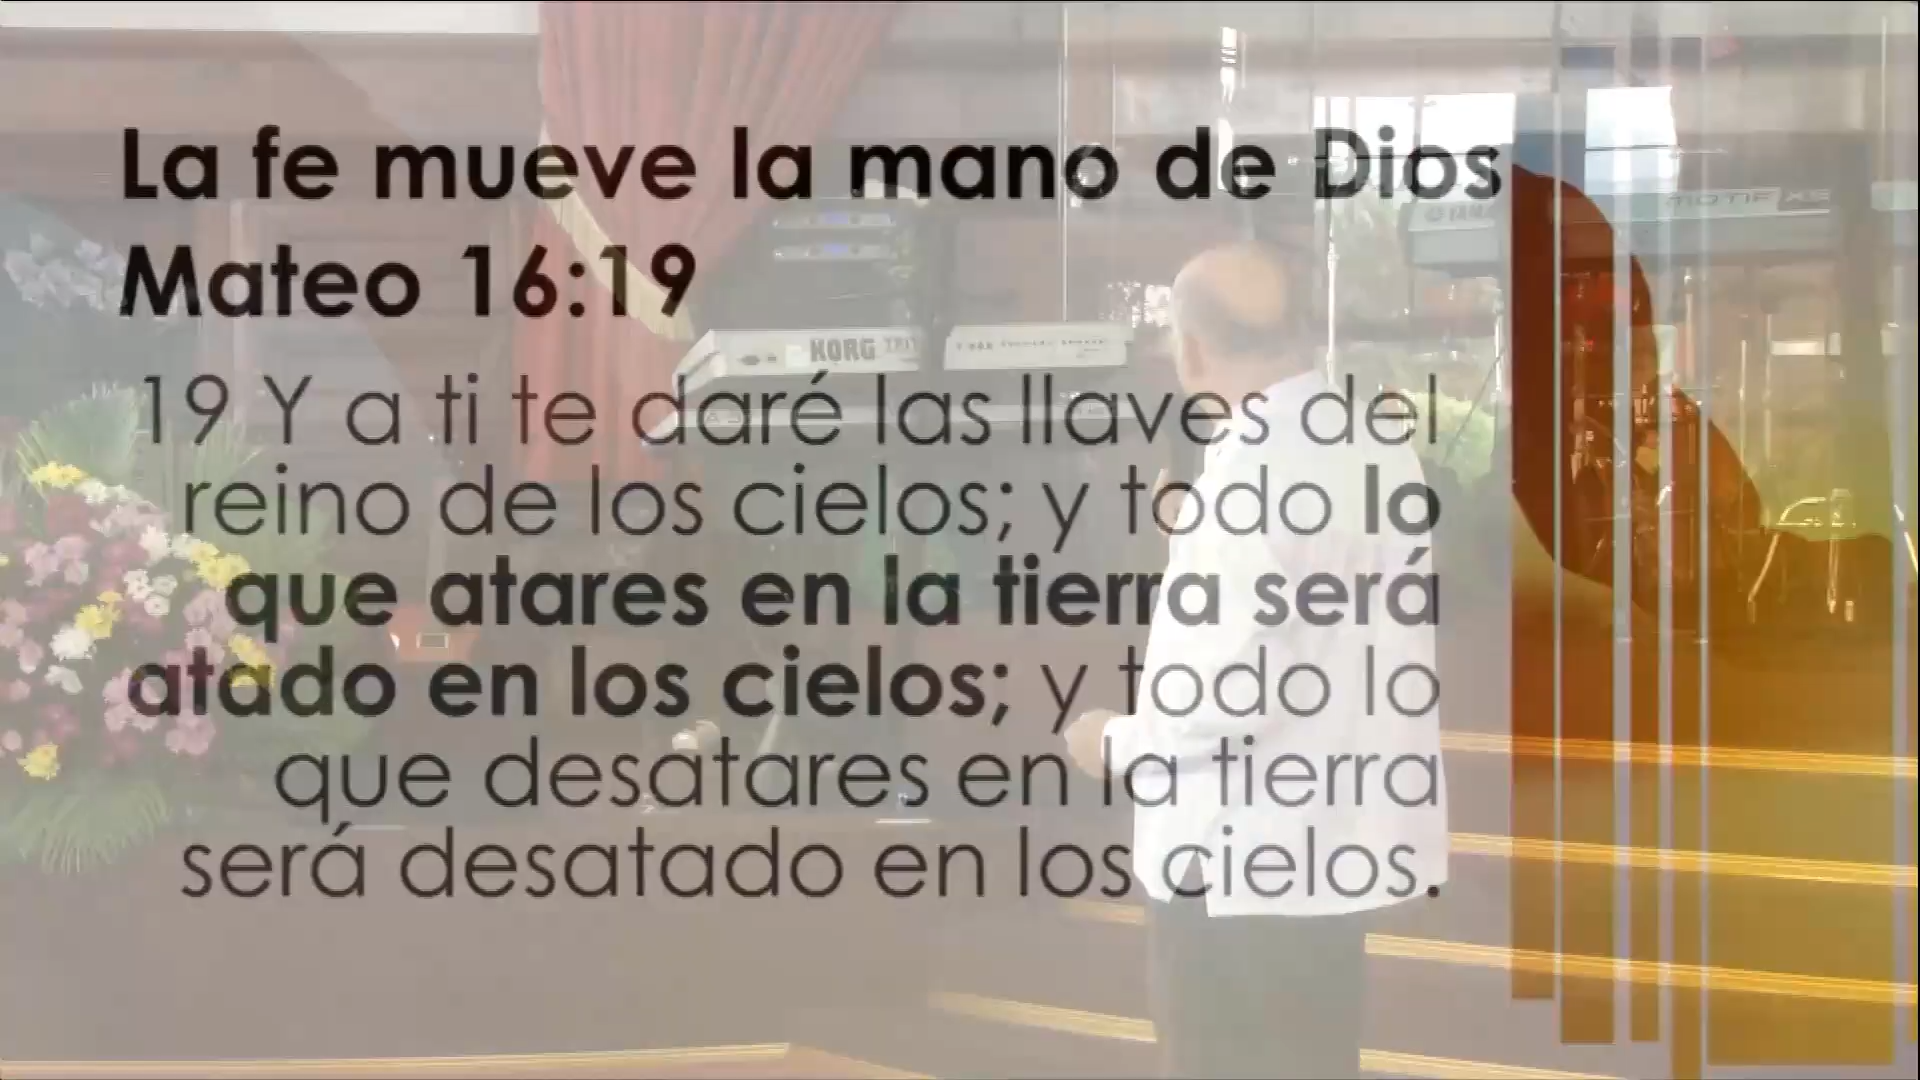 La fe mueve la mano de Dios
Mateo 16:19
19 Y a ti te daré las llaves del
reino de los cielos; y todo lo
que atares en la tierra será
atado en los cielos; y todo lo
que desatares en la tierra
será desatado en los cielos.
KORG